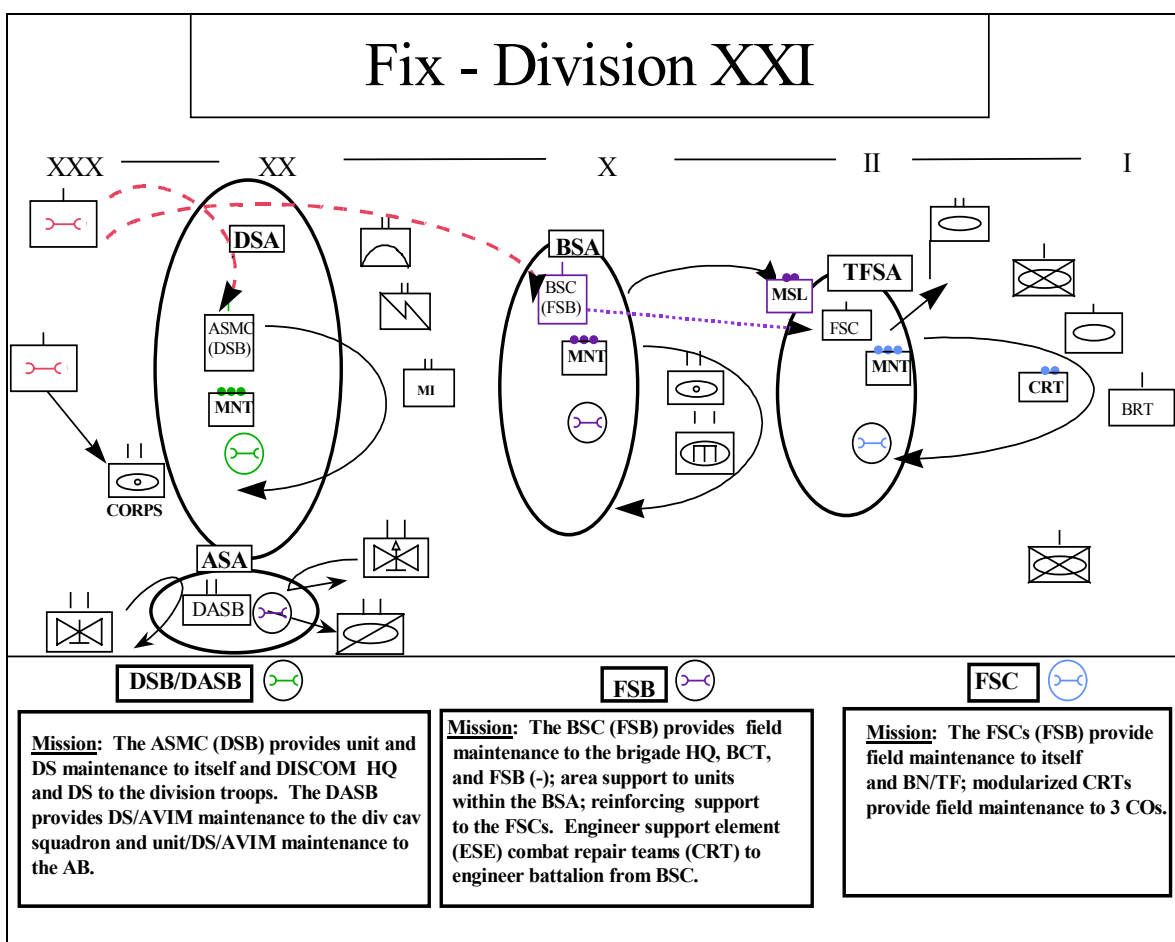 Fix - Division XXI
XXX
XX
X
II
I
DSA
BSA
TFSA
BSC
(FSB)
MSL
FSC
ASMC
(DSB)
MNT
MNT
MNT
MI
CRT
BRT
CORPS
ASA
DASB
DSB/DASB
FSB
FSC
Mission: The ASMC (DSB) provides unit and
DS maintenance to itself and DISCOM HQ
and DS to the division troops. The DASB
provides DS/AVIM maintenance to the div cav
squadron and unit/DS/AVIM maintenance to
the AB.
Mission: The BSC (FSB) provides field
maintenance to the brigade HQ, BCT,
and FSB (-); area support to units
within the BSA; reinforcing support
to the FSCs. Engineer support element
(ESE) combat repair teams (CRT) to
engineer battalion from BSC.
Mission: The FSCs (FSB) provide
field maintenance to itself
and BN/TF; modularized CRTs
provide field maintenance to 3 COs.